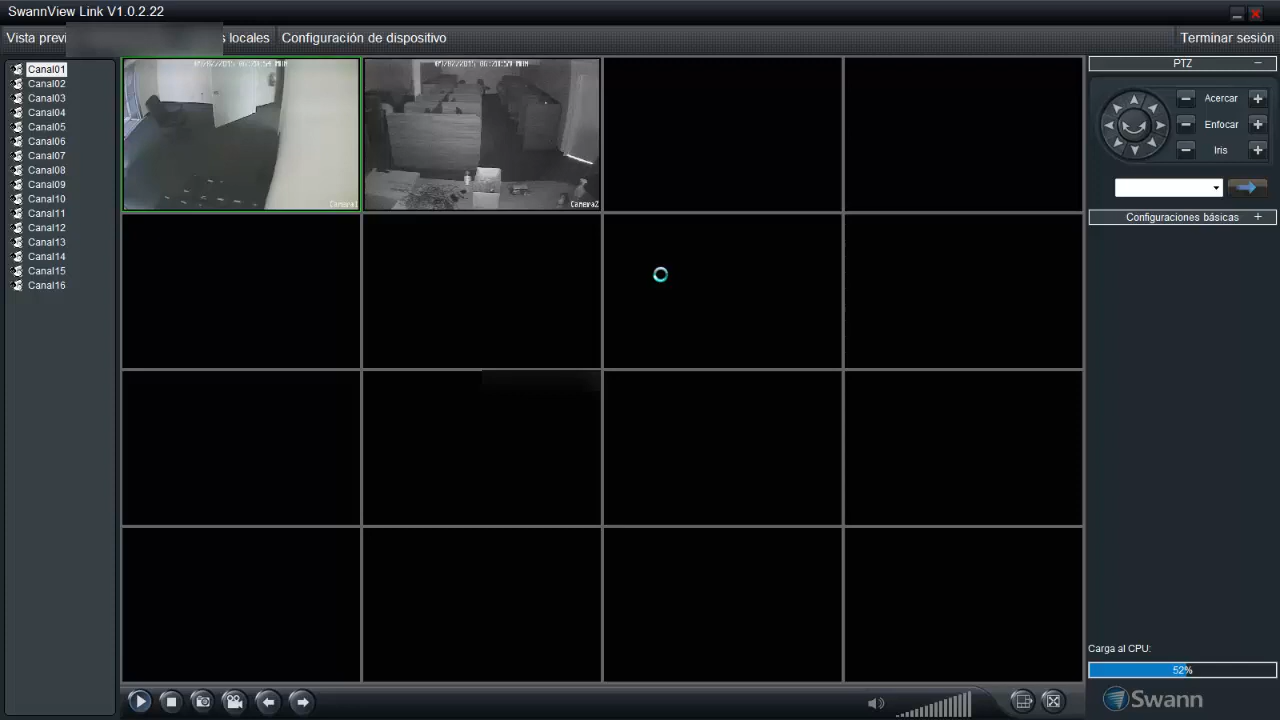 SwannView Link V1.0.2.22
Vista previ
s locales
Configuración de dispositivo
Terminar sesión
Canal01
Canal02
Canal03
Canal04
Canal05
Canal06
Canal07
Canal08
Canal09
Canal10
Canal11
Canal12
Canal13
Canal14
Canal15
Canal16
Camera1
Camera2
PTZ
Acercar
Enfocar
Iris
Configuraciones básicas
Carga al CPU:
52%
Swann